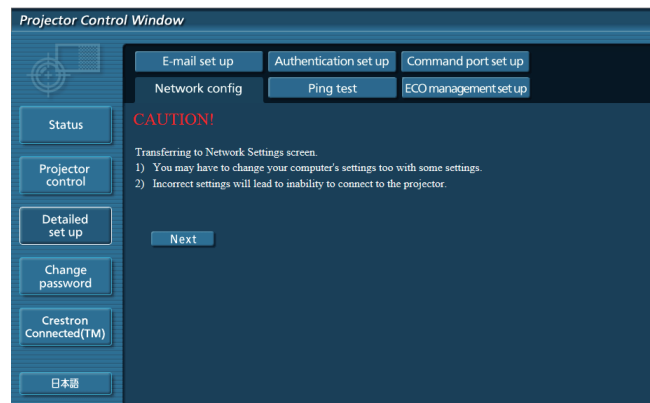 Projector Control Window
E-mail set up
Authentication set up
Command port set up
Network config
Ping test
ECO management set up
Status
Projector
control
Detailed
set up
Change
password
Crestron
Connected(TM)
日本語
CAUTION!
Transferring to Network Settings screen.
1) You may have to change your computer's settings too with some settings.
2) Incorrect settings will lead to inability to connect to the projector.
Next